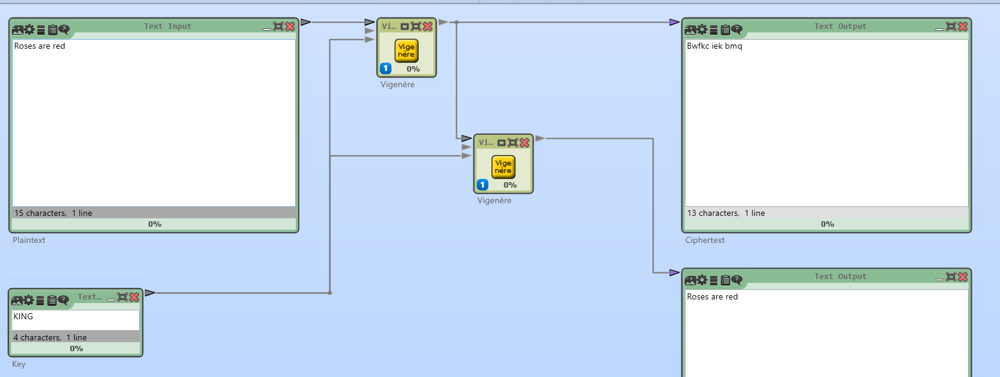 Text Input
Roses are red
15 characters, 1 line
0%
Plaintext
Vi...
Vige
nère
1
0%
Vigenère
Vi...
Vige
nère
1
0%
Vigenère
Text Output
Bwfkc iek bmq
13 characters, 1 line
0%
Ciphertext
Text...
KING
4 characters, 1 line
0%
Key
Text Output
Roses are red